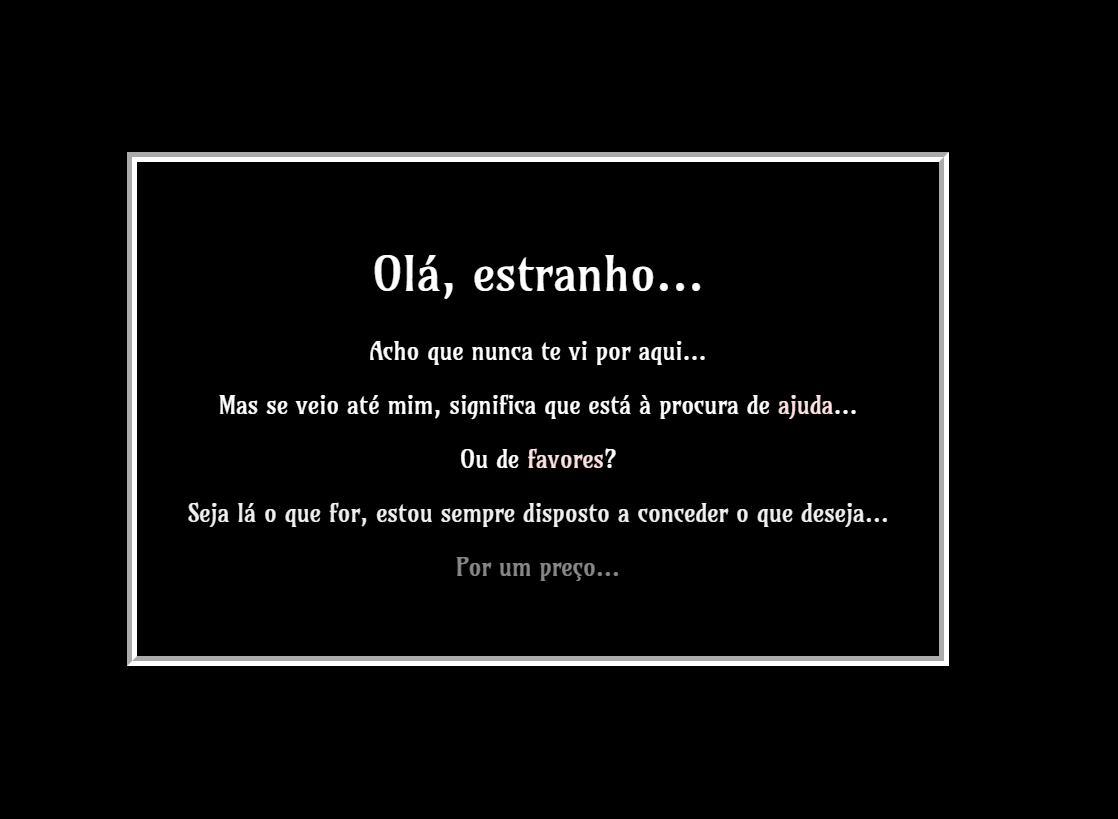 Olá, estranho...
Acho que nunca te vi por aqui...
Mas se veio até mim, significa que está à procura de ajuda...
Ou de favores?
Seja lá o que for, estou sempre disposto a conceder o que deseja...
Por um preço...